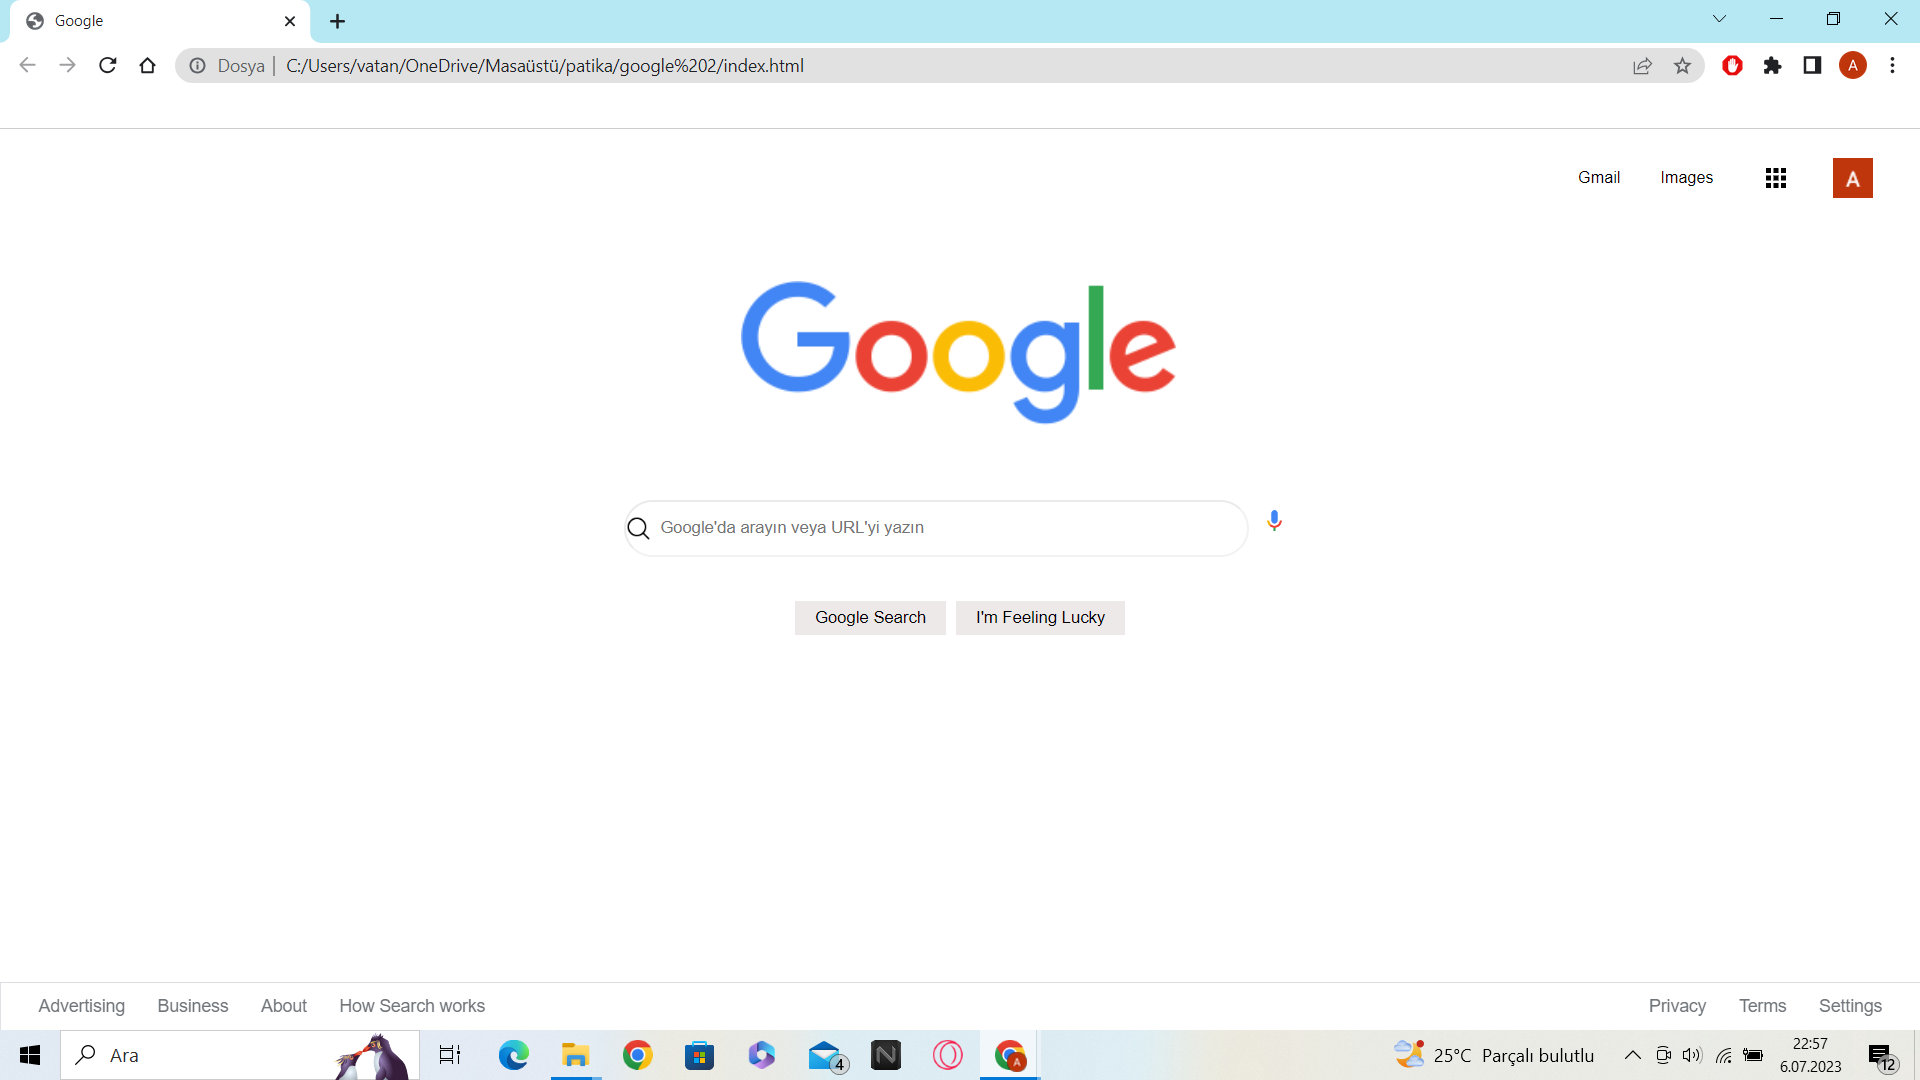 Google
Dosya | C:/Users/vatan/OneDrive/Masaüstü/patika/google%202/index.html
A
Gmail Images
A
Google
Google'da arayın veya URL'yi yazın
Google Search I'm Feeling Lucky
Advertising Business About How Search works Privacy Terms Settings
Ara
4
N
A
25°C Parçalı bulutlu
22:57
6.07.2023
12